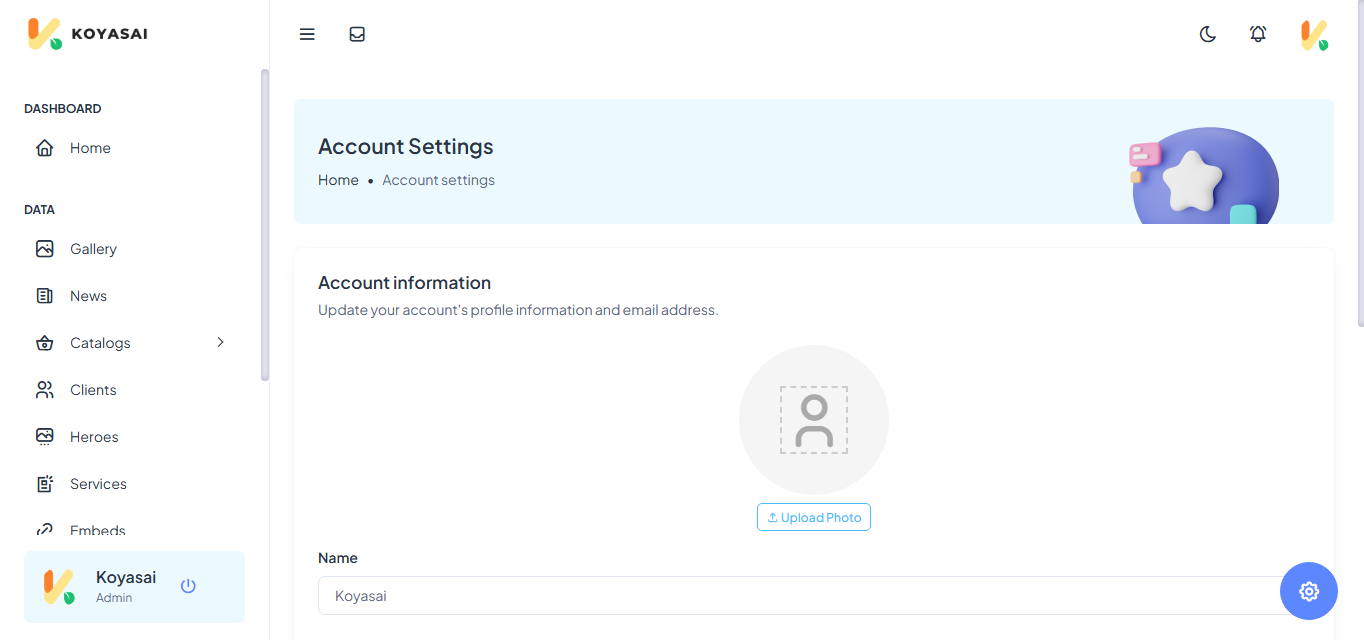 KOYASAI
DASHBOARD
Home
DATA
Gallery
News
Catalogs
Clients
Heroes
Services
Embeds
Koyasai
Admin
Account Settings
Home • Account settings
Account information
Update your account's profile information and email address.
Upload Photo
Name
Koyasai